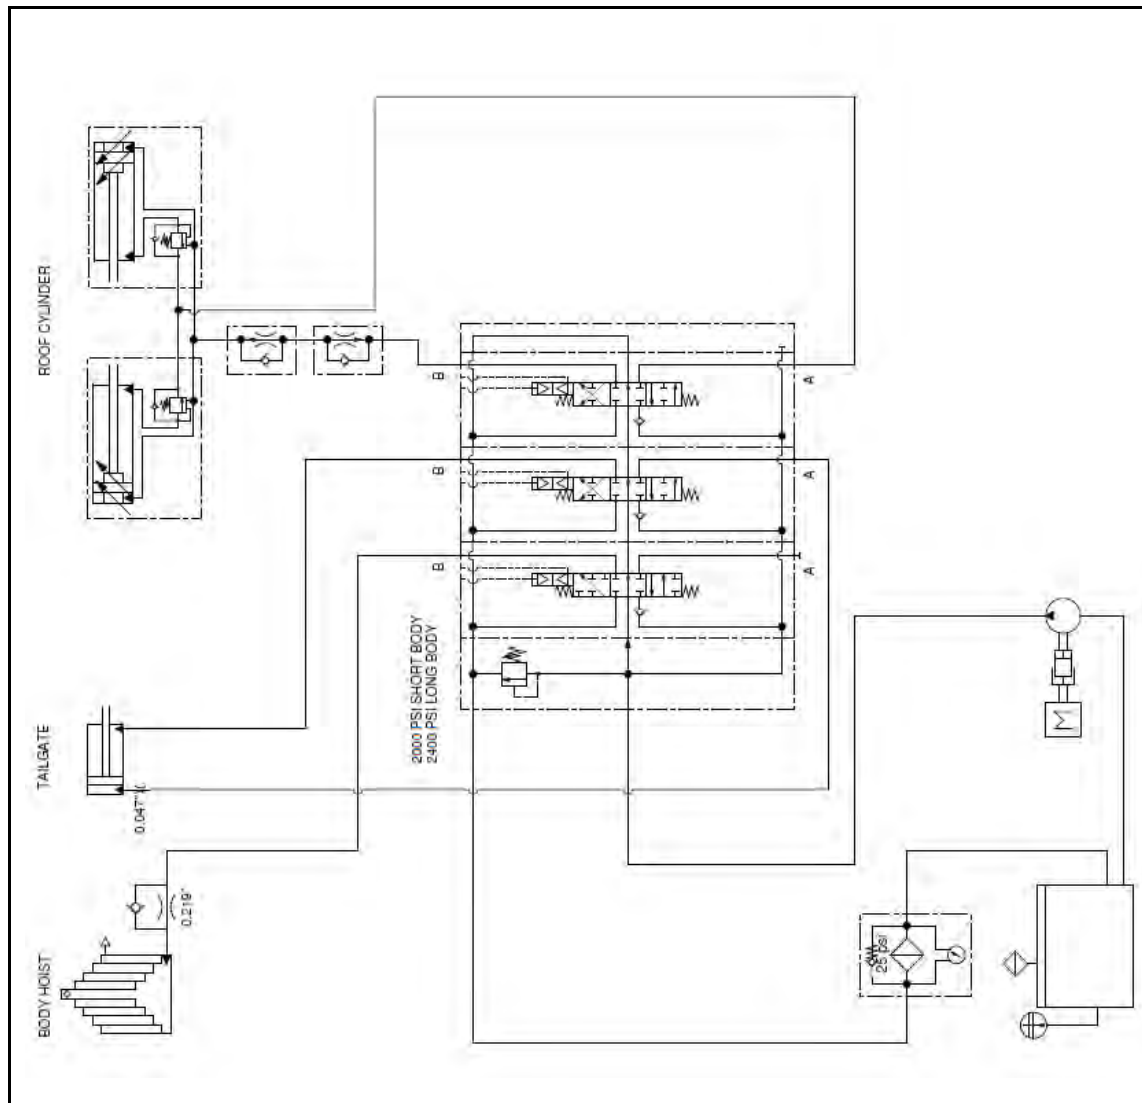 ROOF CYLINDER
B
A
B
A
B
A
2000 PSI SHORT BODY
2400 PSI LONG BODY
TAILGATE
0.047"
M
0.219"
25 psi
BODY HOIST